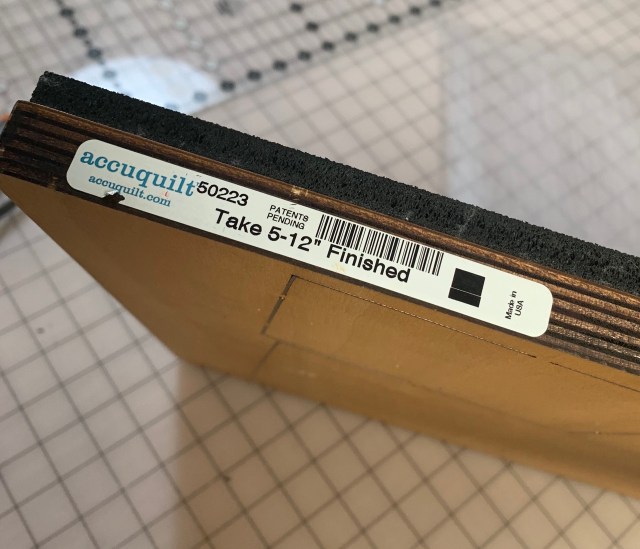 accuquilt
accuquilt.com
50223
PATENTS
PENDING
Take 5-12" Finished
Made in
USA